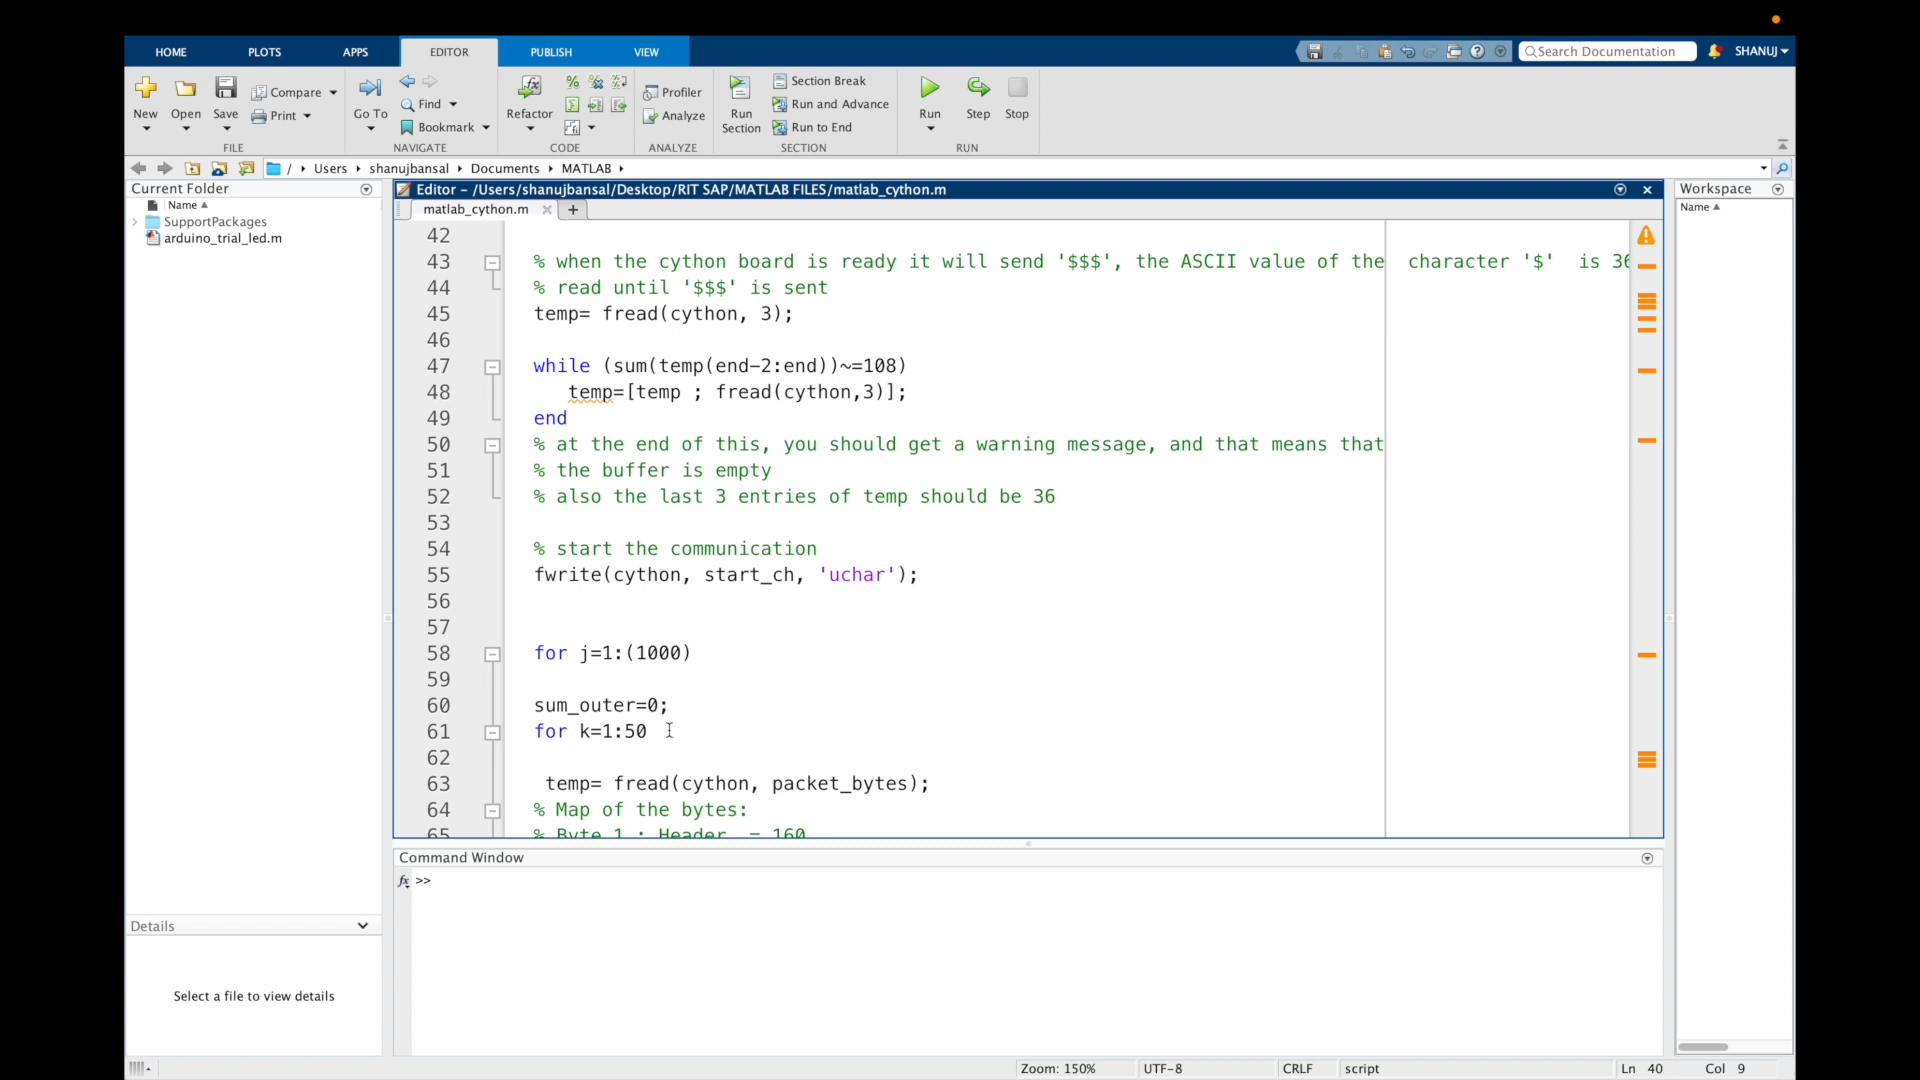 HOME PLOTS APPS EDITOR PUBLISH VIEW Search Documentation SHANUJ
New Open Save Compare Print Go To Find Bookmark Refactor Profiler Analyze Run Section Section Break Run and Advance Run to End Run Step Stop
FILE NAVIGATE CODE ANALYZE SECTION RUN
/ Users shanujbansal Documents MATLAB
Current Folder
Name
SupportPackages
arduino_trial_led.m
Details
Select a file to view details
Editor - /Users/shanujbansal/Desktop/RIT SAP/MATLAB FILES/matlab_cython.m
matlab_cython.m
42
43 % when the cython board is ready it will send '$$$', the ASCII value of the character '$' is 36
44 % read until '$$$' is sent
45 temp= fread(cython, 3);
46
47 while (sum(temp(end-2:end))~=108)
48 temp=[temp ; fread(cython,3)];
49 end
50 % at the end of this, you should get a warning message, and that means that
51 % the buffer is empty
52 % also the last 3 entries of temp should be 36
53
54 % start the communication
55 fwrite(cython, start_ch, 'uchar');
56
57
58 for j=1:(1000)
59
60 sum_outer=0;
61 for k=1:50
62
63 temp= fread(cython, packet_bytes);
64 % Map of the bytes:
65 % Byte 1 : Header = 160
Command Window
fx >>
Workspace
Name
Zoom: 150% UTF-8 CRLF script Ln 40 Col 9